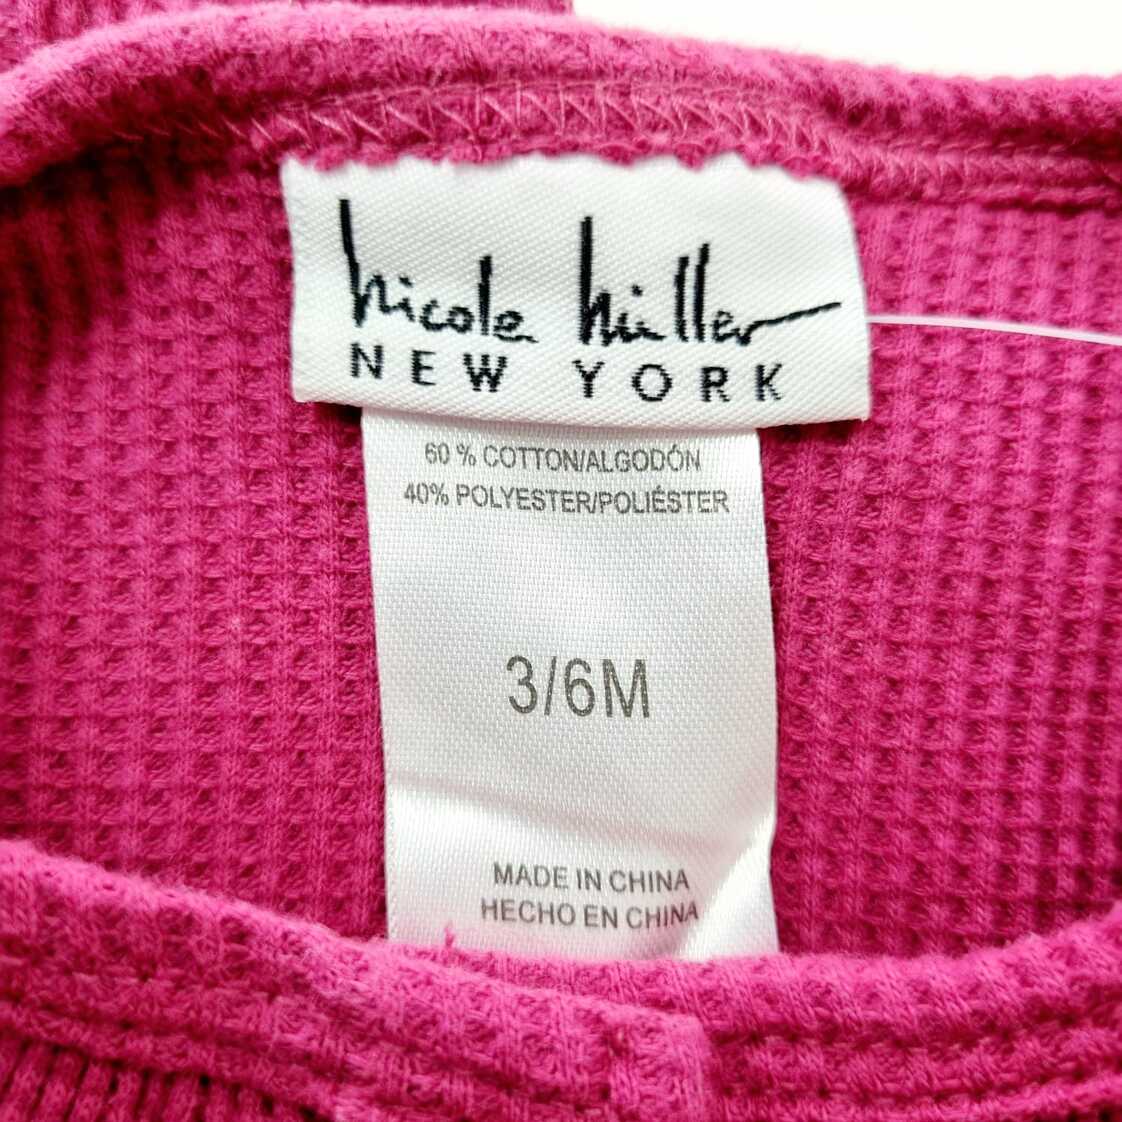 nicole miller
NEW YORK
60 % COTTON/ALGODÓN
40% POLYESTER/POLIÉSTER
3/6M
MADE IN CHINA
HECHO EN CHINA